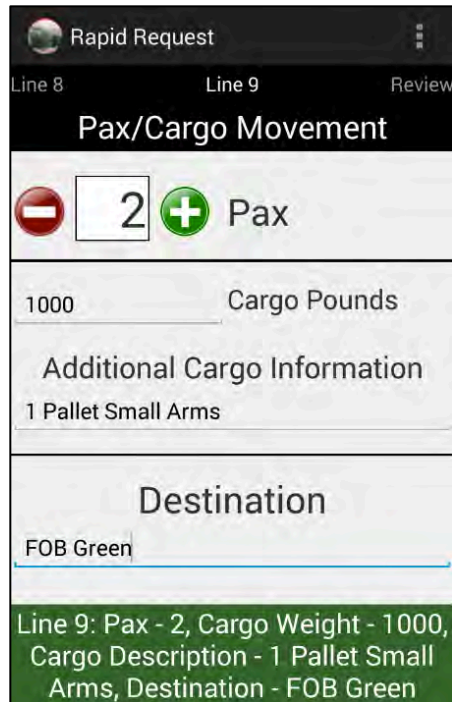 Rapid Request
Line 8 Line 9 Review
Pax/Cargo Movement
2 Pax
1000 Cargo Pounds
Additional Cargo Information
1 Pallet Small Arms
Destination
FOB Green
Line 9: Pax - 2, Cargo Weight - 1000,
Cargo Description - 1 Pallet Small
Arms, Destination - FOB Green